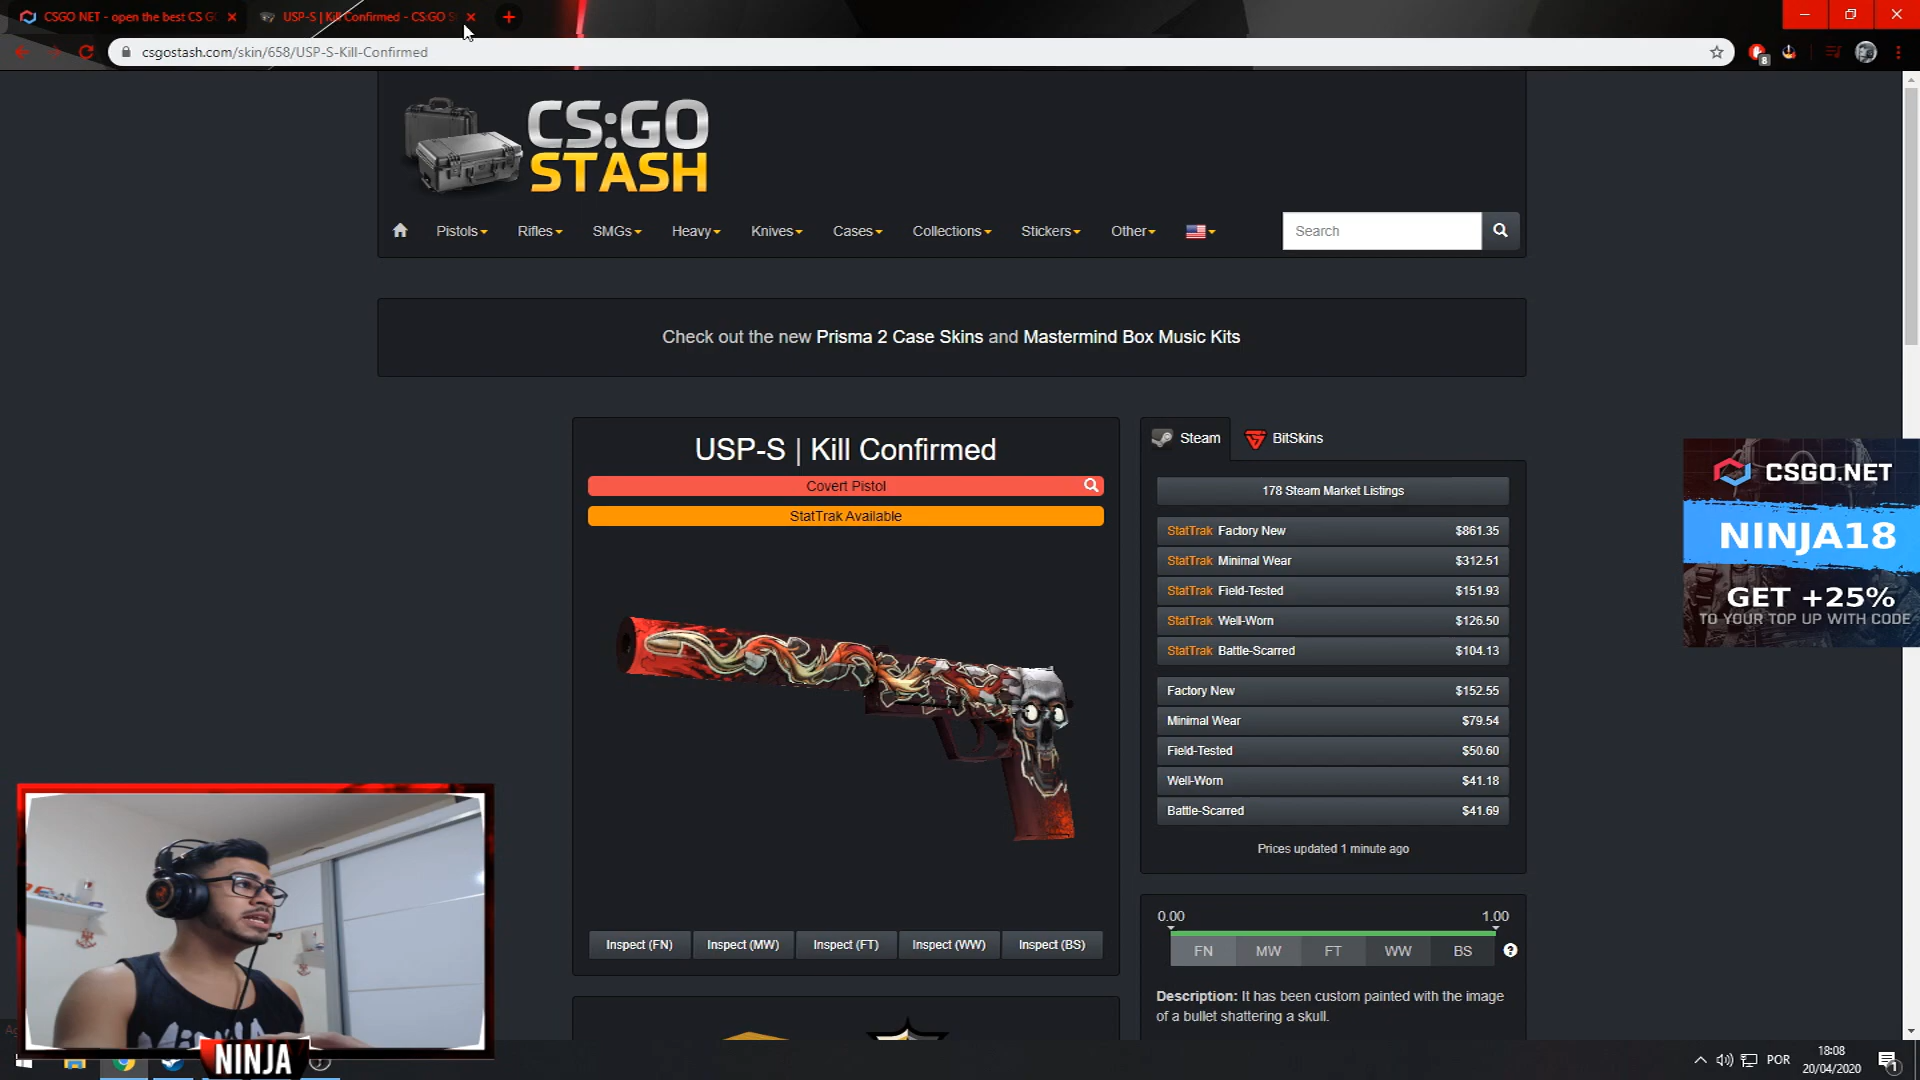 CSGO NET - open the best CS GO
USP-S | Kill Confirmed - CS:GO S
csgostash.com/skin/658/USP-S-Kill-Confirmed
8
CS:GO
STASH
Pistols Rifles SMGs Heavy Knives Cases Collections Stickers Other
Search
Check out the new Prisma 2 Case Skins and Mastermind Box Music Kits
USP-S | Kill Confirmed
Covert Pistol
StatTrak Available
Inspect (FN) Inspect (MW) Inspect (FT) Inspect (WW) Inspect (BS)
Steam BitSkins
178 Steam Market Listings
StatTrak Factory New $861.35
StatTrak Minimal Wear $312.51
StatTrak Field-Tested $151.93
StatTrak Well-Worn $126.50
StatTrak Battle-Scarred $104.13
Factory New $152.55
Minimal Wear $79.54
Field-Tested $50.60
Well-Worn $41.18
Battle-Scarred $41.69
Prices updated 1 minute ago
0.00 1.00
FN MW FT WW BS
Description: It has been custom painted with the image
of a bullet shattering a skull.
CSGO.NET
NINJA18
GET +25%
TO YOUR TOP UP WITH CODE
NINJA
POR
18:08
20/04/2020
1